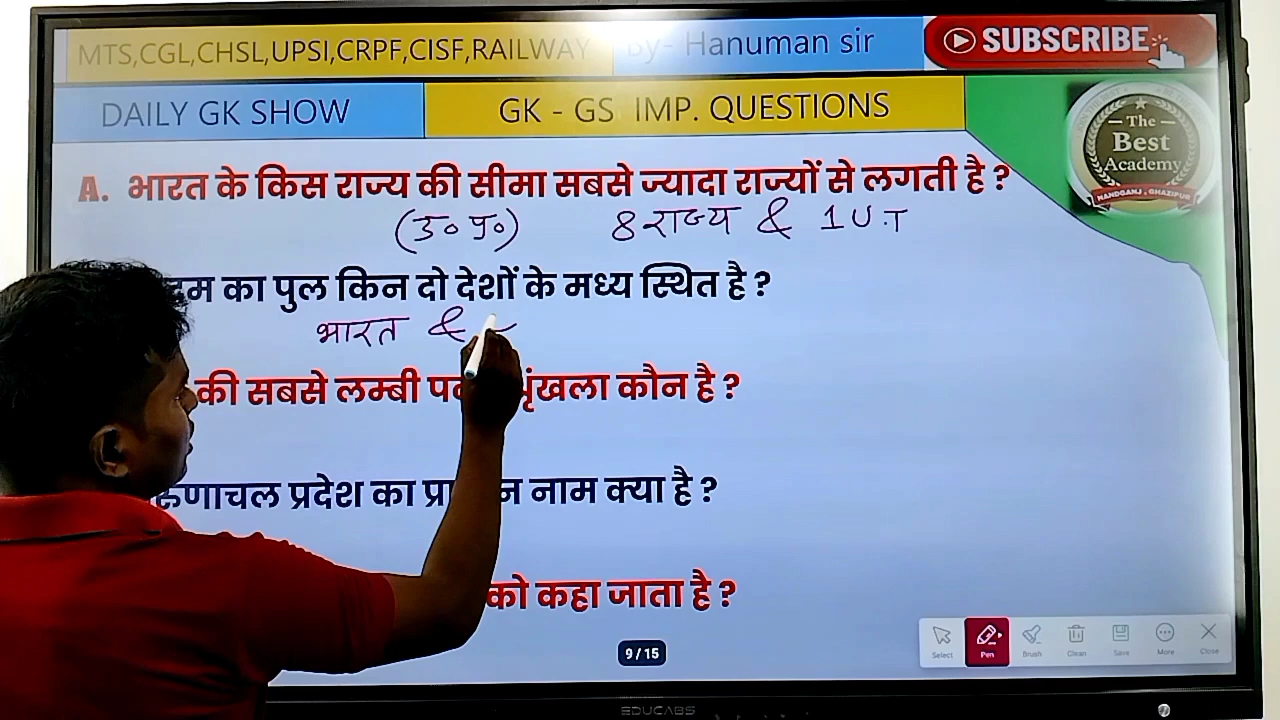 MTS,CGL,CHSL,UPSI,CRPF,CISF,RAILWAY By- Hanuman sir SUBSCRIBE
DAILY GK SHOW GK - GS IMP. QUESTIONS
The
Best
Academy
NANDGANJ, GHAZIPUR
A. भारत के किस राज्य की सीमा सबसे ज्यादा राज्यों से लगती है ?
(उ० प्र०) 8 राज्य & 1 U.T
का पुल किन दो देशों के मध्य स्थित है ?
भारत &
की सबसे लम्बी कौन है ?
प्रदेश का नाम क्या है ?
को कहा जाता है ?
9 / 15
Select Pen Brush Clean Save More Close
EDUCABS